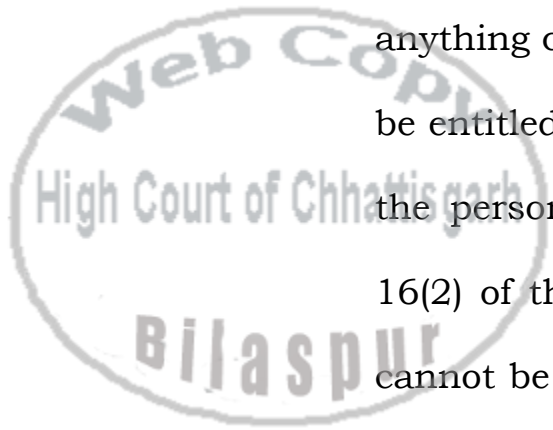 Web Copy
anything
be entitled
High Court of Chhattisgarh
the person
16(2) of th
cannot be
Bilaspur